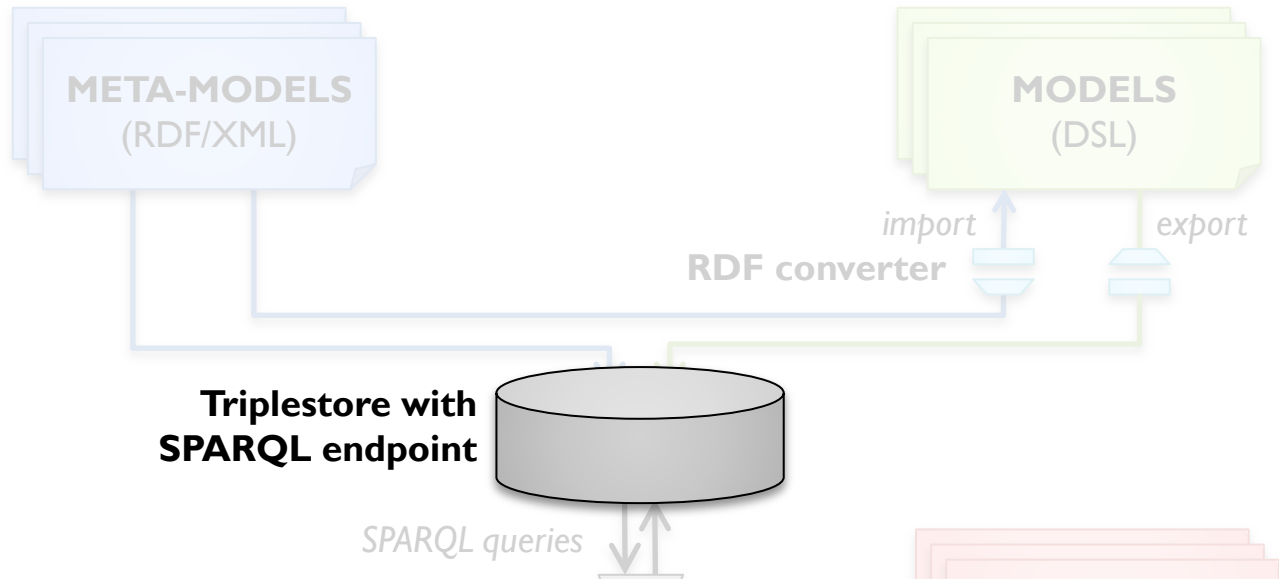 META-MODELS
(RDF/XML)
MODELS
(DSL)
import
export
RDF converter
Triplestore with
SPARQL endpoint
SPARQL queries